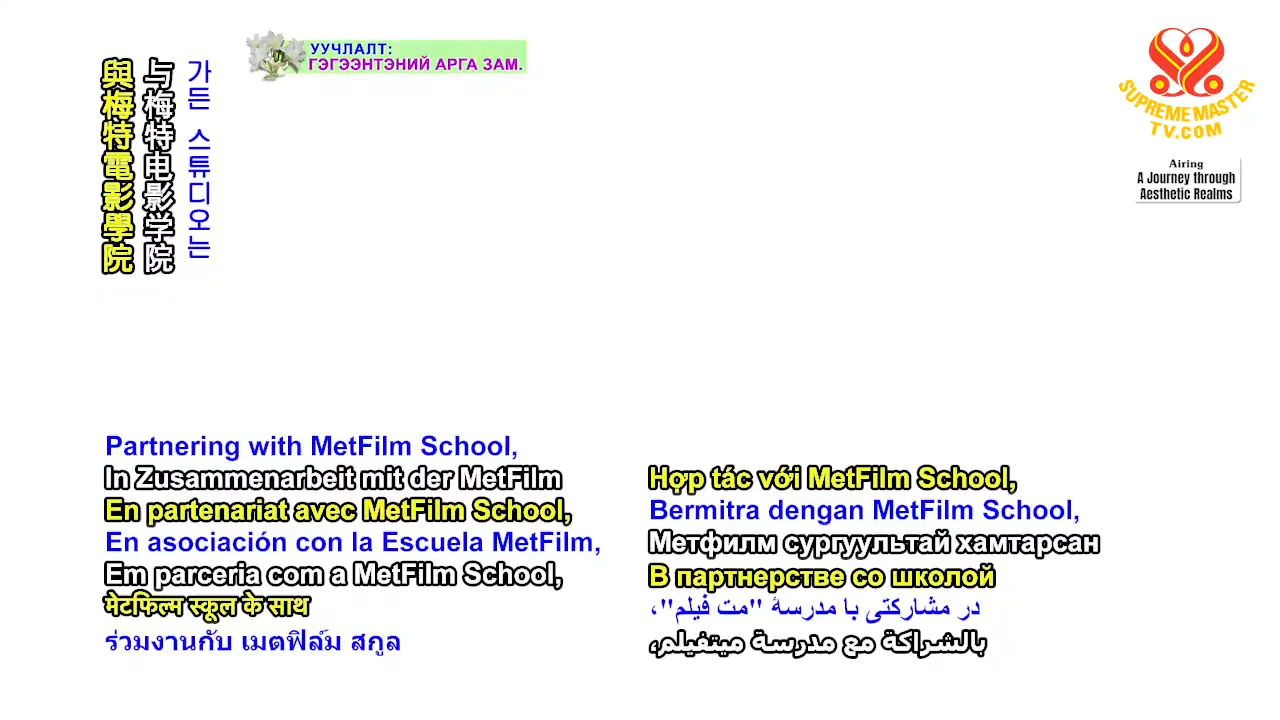 與梅特電影學院
与梅特电影学院
가든 스튜디오는
УУЧЛАЛТ:
ГЭГЭЭНТЭНИЙ АРГА ЗАМ.
SUPREME MASTER
TV.COM
Airing
A Journey through
Aesthetic Realms
Partnering with MetFilm School,
In Zusammenarbeit mit der MetFilm
En partenariat avec MetFilm School,
En asociación con la Escuela MetFilm,
Em parceria com a MetFilm School,
मेटफिल्म स्कूल के साथ
ร่วมงานกับ เมตฟิล์ม สกูล
Hợp tác với MetFilm School,
Bermitra dengan MetFilm School,
Метфилм сургуультай хамтарсан
В партнерстве со школой
در مشارکتی با مدرسهٔ "مت فیلم"،
بالشراكة مع مدرسة ميتفيلم،